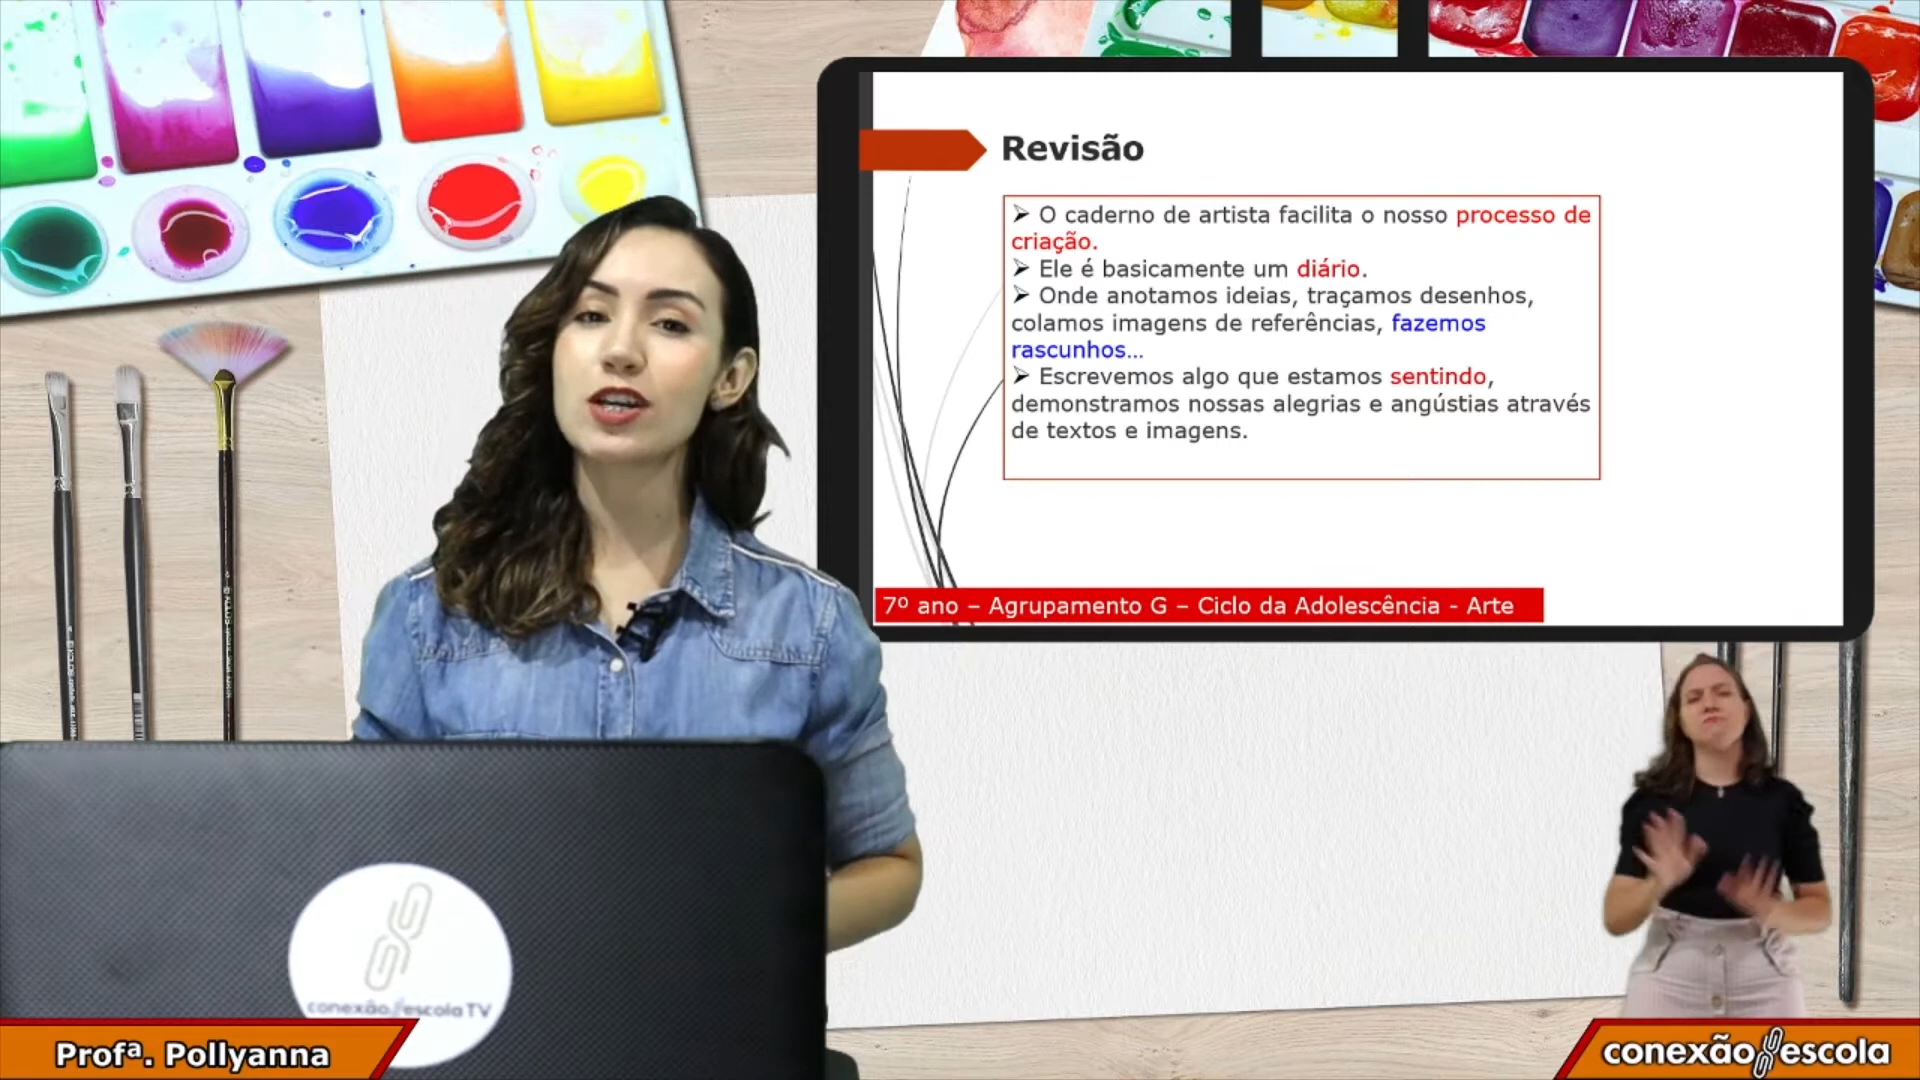 Revisão
➢ O caderno de artista facilita o nosso processo de
criação.
➢ Ele é basicamente um diário.
➢ Onde anotamos ideias, traçamos desenhos,
colamos imagens de referências, fazemos
rascunhos...
➢ Escrevemos algo que estamos sentindo,
demonstramos nossas alegrias e angústias através
de textos e imagens.
7º ano – Agrupamento G – Ciclo da Adolescência - Arte
conexão escola TV
Profª. Pollyanna
conexão escola